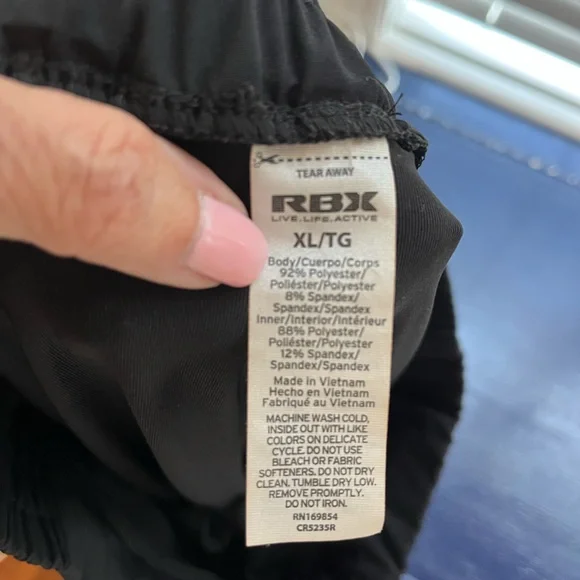 TEAR AWAY
RBX
LIVE.LIFE.ACTIVE
XL/TG
Body/Cuerpo/Corps
92% Polyester/
Poliéster/Polyester
8% Spandex/
Spandex/Spandex
Inner/Interior/Intérieur
88% Polyester/
Poliéster/Polyester
12% Spandex/
Spandex/Spandex
Made in Vietnam
Hecho en Vietnam
Fabriqué au Vietnam
MACHINE WASH COLD,
INSIDE OUT WITH LIKE
COLORS ON DELICATE
CYCLE. DO NOT USE
BLEACH OR FABRIC
SOFTENERS. DO NOT DRY
CLEAN. TUMBLE DRY LOW.
REMOVE PROMPTLY.
DO NOT IRON.
RN169854
CR5235R